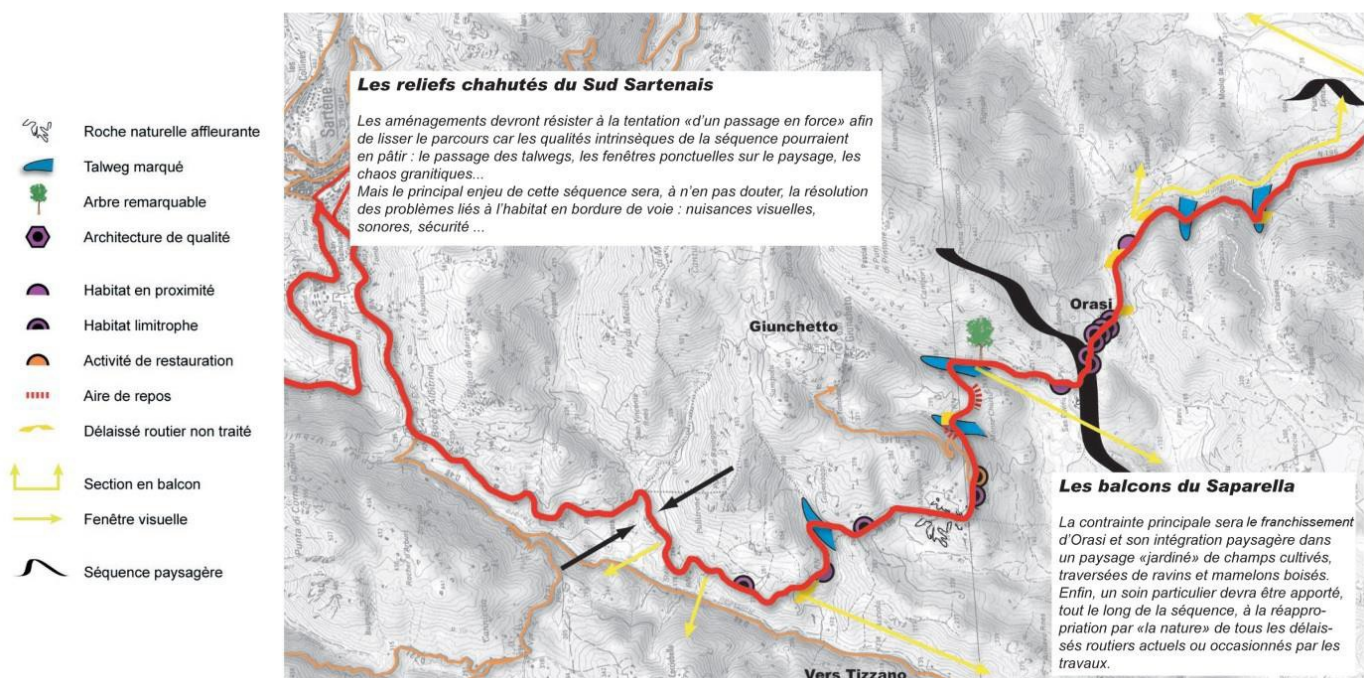 Roche naturelle affleurante
Talweg marqué
Arbre remarquable
Architecture de qualité
Habitat en proximité
Habitat limitrophe
Activité de restauration
Aire de repos
Délaissé routier non traité
Section en balcon
Fenêtre visuelle
Séquence paysagère
Les reliefs chahutés du Sud Sartenais
Les aménagements devront résister à la tentation «d'un passage en force» afin
de lisser le parcours car les qualités intrinsèques de la séquence pourraient
en pâtir : le passage des talwegs, les fenêtres ponctuelles sur le paysage, les
chaos granitiques...
Mais le principal enjeu de cette séquence sera, à n'en pas douter, la résolution
des problèmes liés à l'habitat en bordure de voie : nuisances visuelles,
sonores, sécurité ...
Sartène
Giunchetto
Orasi
Les balcons du Saparella
La contrainte principale sera le franchissement
d'Orasi et son intégration paysagère dans
un paysage «jardiné» de champs cultivés,
traversées de ravins et mamelons boisés.
Enfin, un soin particulier devra être apporté,
tout le long de la séquence, à la réappro-
priation par «la nature» de tous les délais-
sés routiers actuels ou occasionnés par les
travaux.
Vers Tizzano